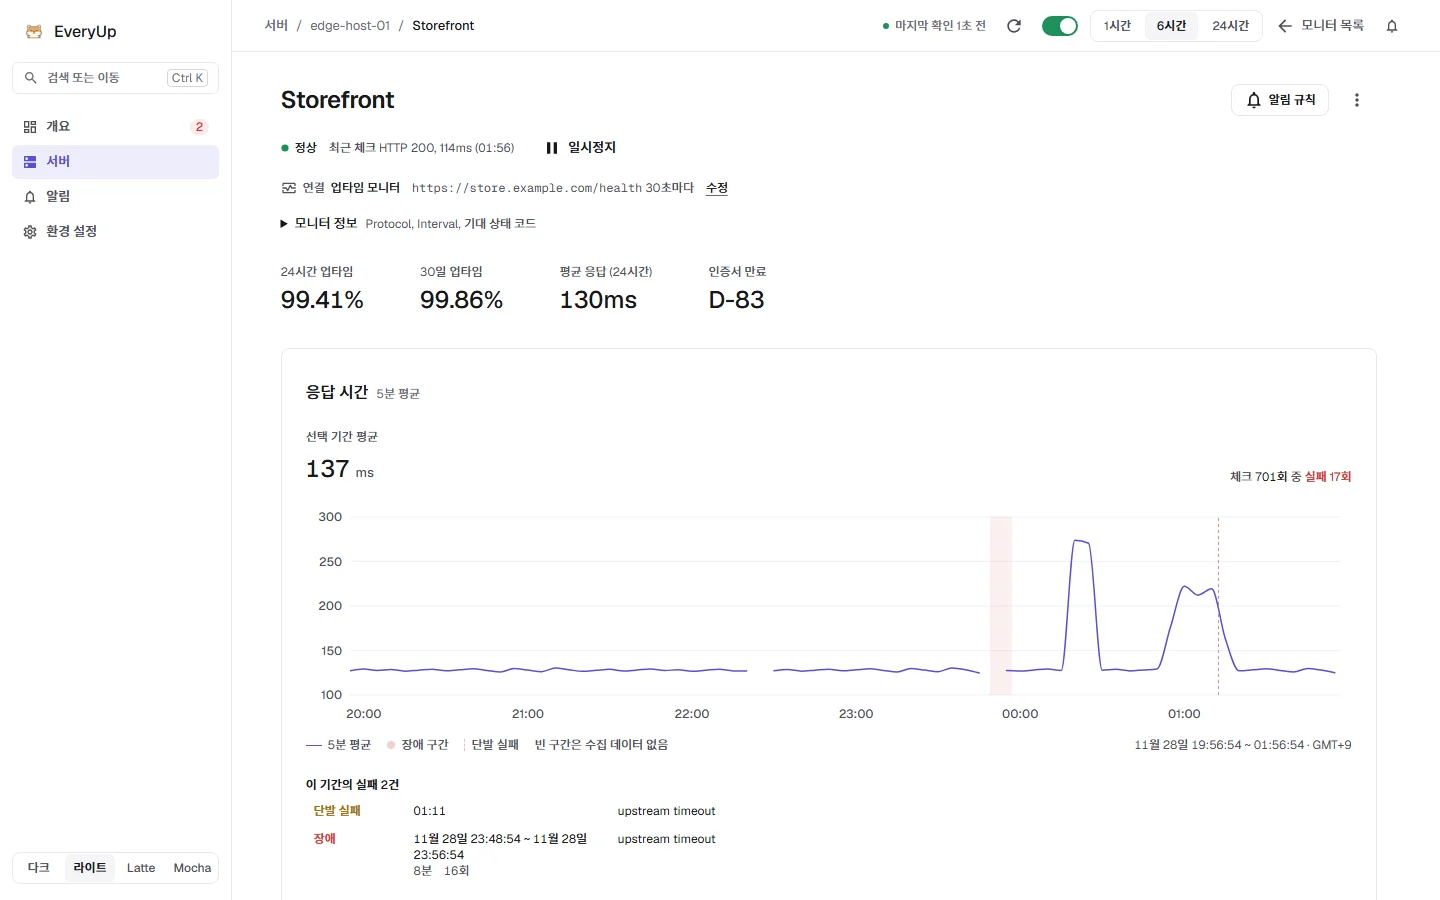 EveryUp
검색 또는 이동 Ctrl K
개요 2
서버
알림
환경 설정
다크 라이트 Latte Mocha
서버 / edge-host-01 / Storefront
마지막 확인 1초 전
1시간 6시간 24시간
모니터 목록
Storefront
알림 규칙
정상 최근 체크 HTTP 200, 114ms (01:56) 일시정지
연결 업타임 모니터 https://store.example.com/health 30초마다 수정
모니터 정보 Protocol, Interval, 기대 상태 코드
24시간 업타임 30일 업타임 평균 응답 (24시간) 인증서 만료
99.41% 99.86% 130ms D-83
응답 시간 5분 평균
선택 기간 평균
137 ms
체크 701회 중 실패 17회
300
250
200
150
100
20:00 21:00 22:00 23:00 00:00 01:00
5분 평균 장애 구간 단발 실패 빈 구간은 수집 데이터 없음
11월 28일 19:56:54 ~ 01:56:54 · GMT+9
이 기간의 실패 2건
단발 실패 01:11 upstream timeout
장애 11월 28일 23:48:54 ~ 11월 28일 upstream timeout
23:56:54
8분 16회